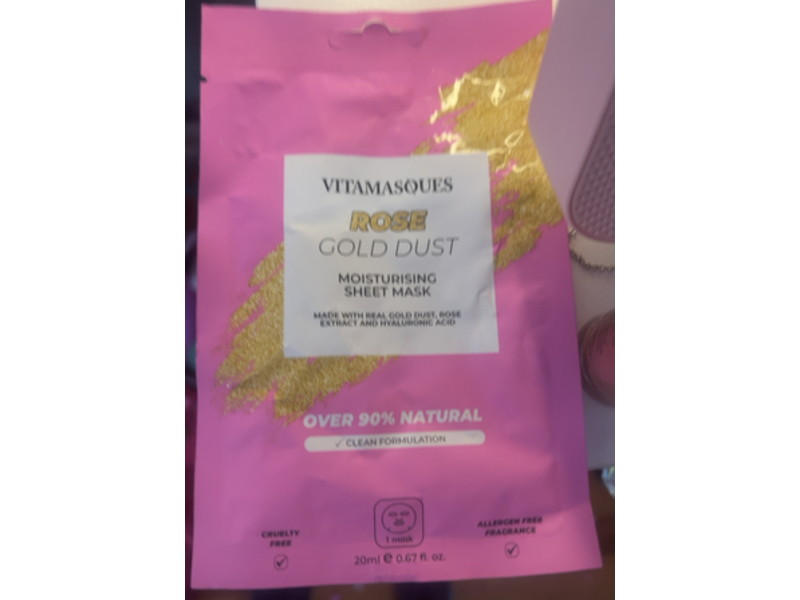 VITAMASQUES
ROSE
GOLD DUST
MOISTURISING
SHEET MASK
MADE WITH REAL GOLD DUST, ROSE
EXTRACT AND HYALURONIC ACID
OVER 90% NATURAL
✓ CLEAN FORMULATION
CRUELTY
FREE
1 mask
20ml ℮ 0.67 fl. oz.
ALLERGEN FREE
FRAGRANCE